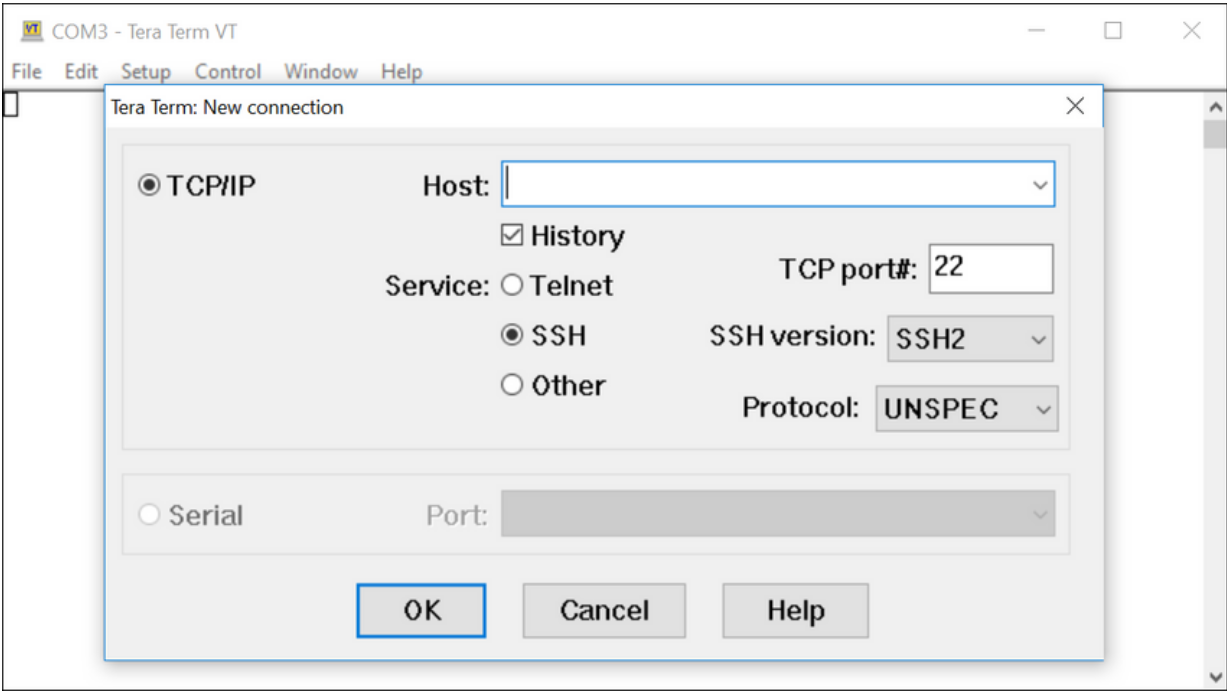 VT COM3 - Tera Term VT
File Edit Setup Control Window Help
Tera Term: New connection
TCP/IP Host:
History
Service: Telnet TCP port#: 22
SSH SSH version: SSH2
Other Protocol: UNSPEC
Serial Port:
OK Cancel Help